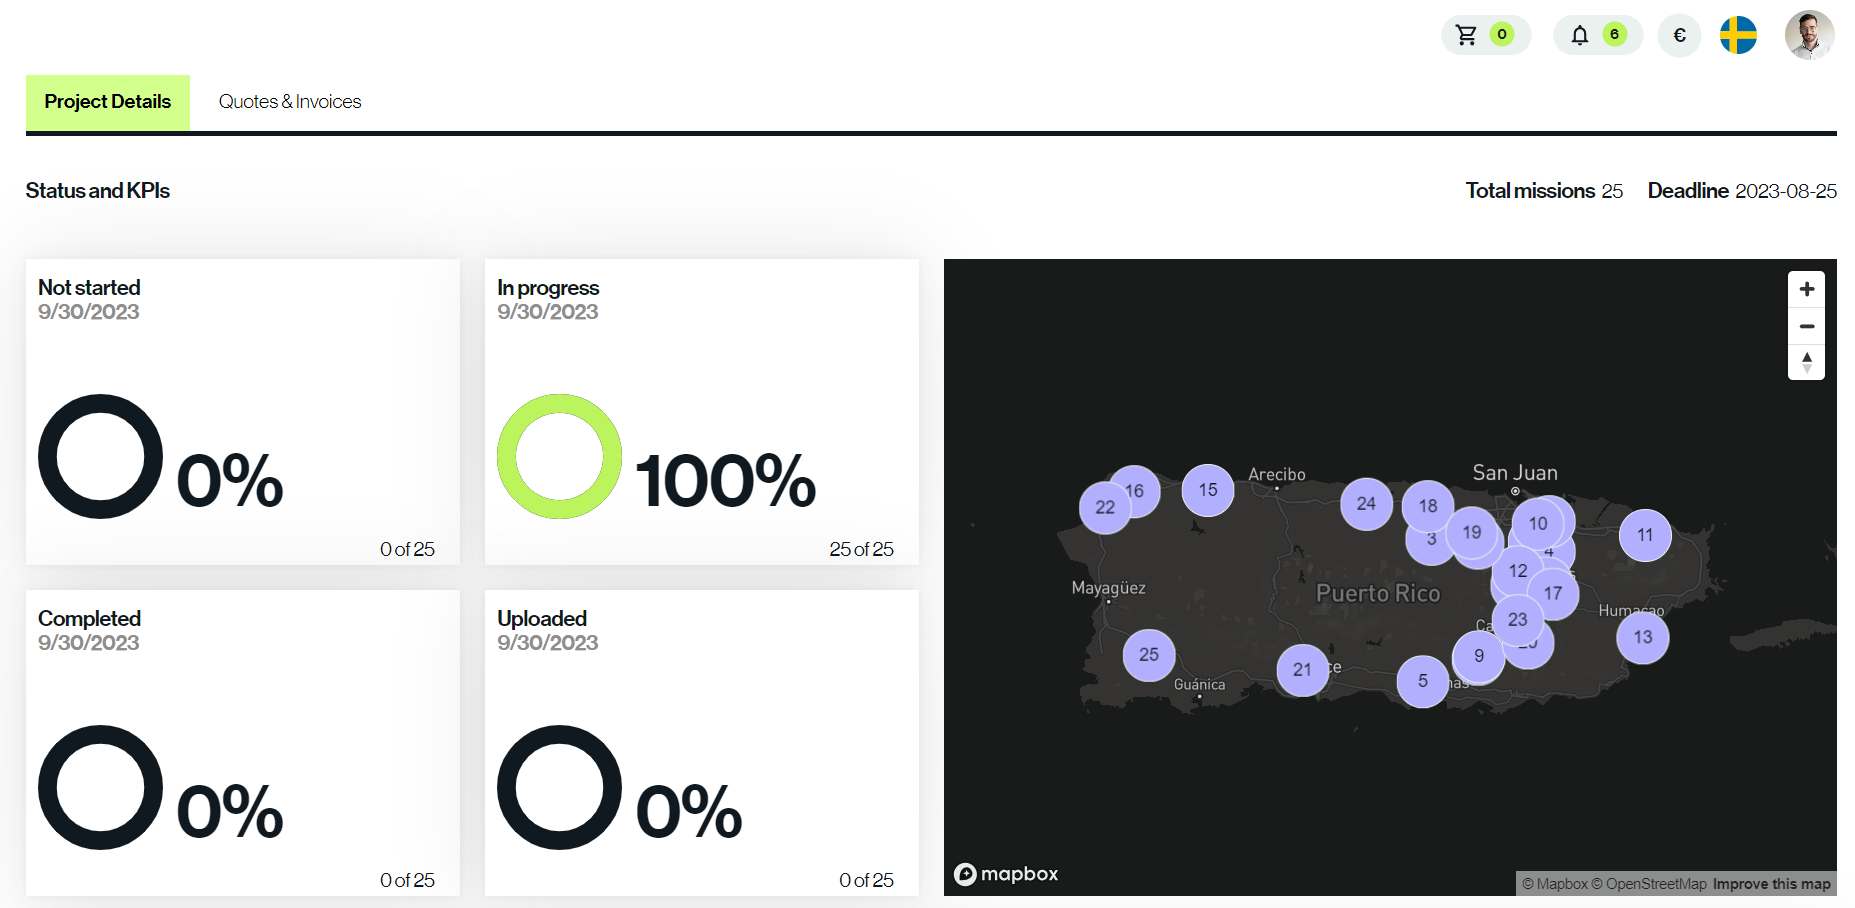 0
6
€
Project Details
Quotes & Invoices
Status and KPIs
Total missions 25
Deadline 2023-08-25
Not started
9/30/2023
0%
0 of 25
In progress
9/30/2023
100%
25 of 25
Completed
9/30/2023
0%
0 of 25
Uploaded
9/30/2023
0%
0 of 25
San Juan
Arecibo
16
15
22
24
18
10
19
3
4
11
12
Mayagüez
Puerto Rico
17
Humacao
23
13
25
9
21
5
Guánica
mapbox
© Mapbox © OpenStreetMap Improve this map